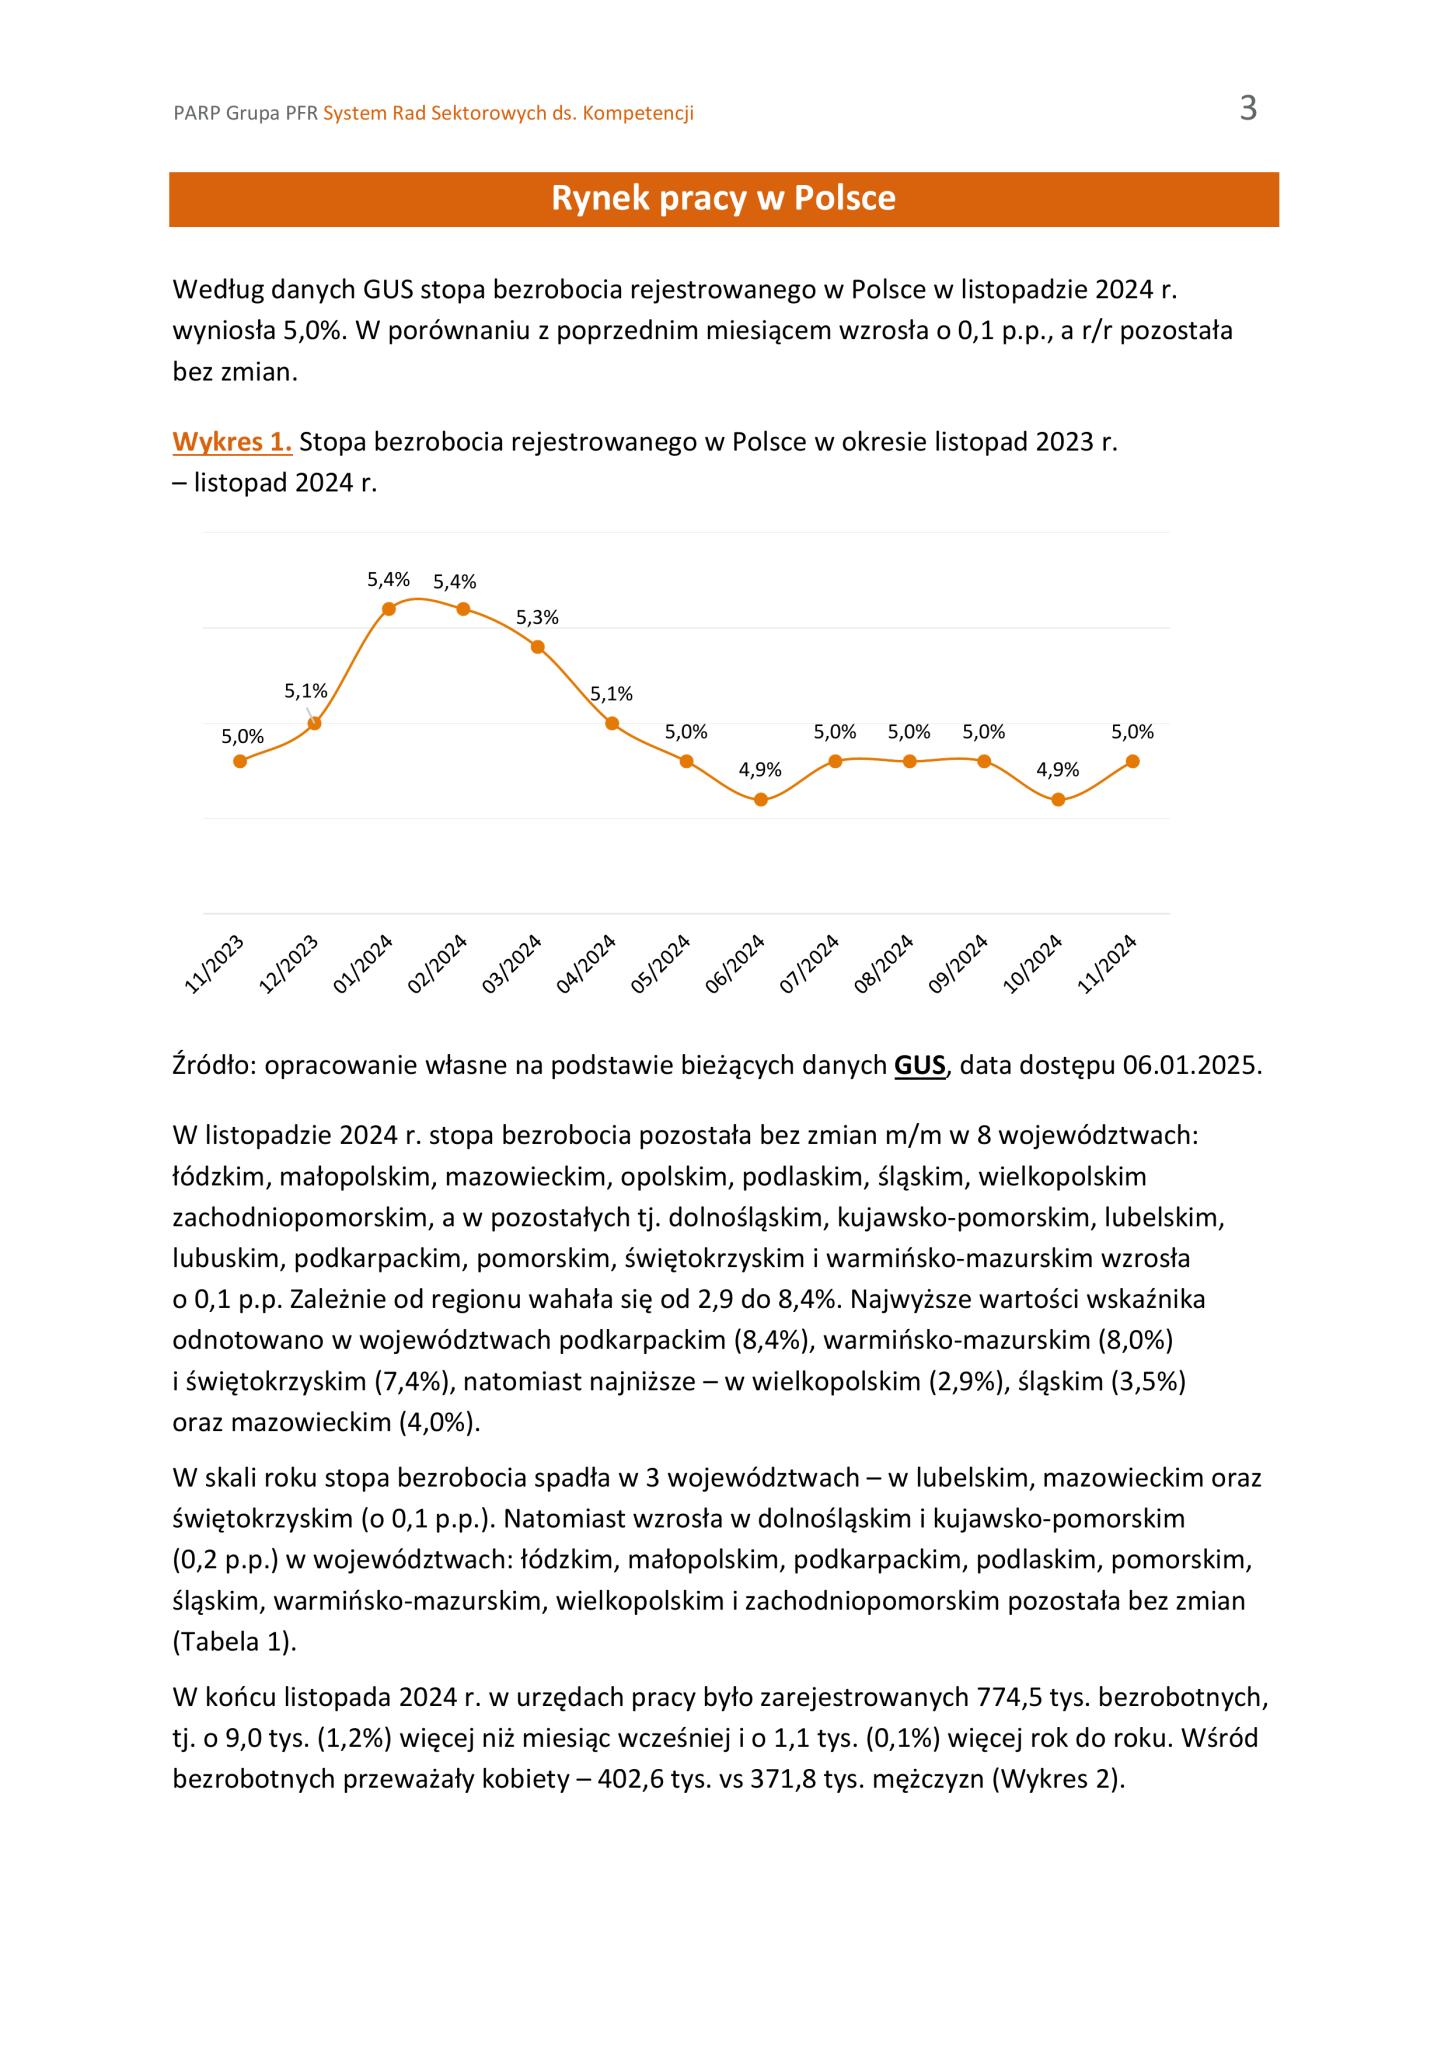 PARP Grupa PFR System Rad Sektorowych ds. Kompetencji 3
Rynek pracy w Polsce
Według danych GUS stopa bezrobocia rejestrowanego w Polsce w listopadzie 2024 r.
wyniosła 5,0%. W porównaniu z poprzednim miesiącem wzrosła o 0,1 p.p., a r/r pozostała
bez zmian.
Wykres 1. Stopa bezrobocia rejestrowanego w Polsce w okresie listopad 2023 r.
– listopad 2024 r.
5,0% 5,1% 5,4% 5,4% 5,3% 5,1% 5,0% 4,9% 5,0% 5,0% 5,0% 4,9% 5,0%
11/2023 12/2023 01/2024 02/2024 03/2024 04/2024 05/2024 06/2024 07/2024 08/2024 09/2024 10/2024 11/2024
Źródło: opracowanie własne na podstawie bieżących danych GUS, data dostępu 06.01.2025.
W listopadzie 2024 r. stopa bezrobocia pozostała bez zmian m/m w 8 województwach:
łódzkim, małopolskim, mazowieckim, opolskim, podlaskim, śląskim, wielkopolskim
zachodniopomorskim, a w pozostałych tj. dolnośląskim, kujawsko-pomorskim, lubelskim,
lubuskim, podkarpackim, pomorskim, świętokrzyskim i warmińsko-mazurskim wzrosła
o 0,1 p.p. Zależnie od regionu wahała się od 2,9 do 8,4%. Najwyższe wartości wskaźnika
odnotowano w województwach podkarpackim (8,4%), warmińsko-mazurskim (8,0%)
i świętokrzyskim (7,4%), natomiast najniższe – w wielkopolskim (2,9%), śląskim (3,5%)
oraz mazowieckim (4,0%).
W skali roku stopa bezrobocia spadła w 3 województwach – w lubelskim, mazowieckim oraz
świętokrzyskim (o 0,1 p.p.). Natomiast wzrosła w dolnośląskim i kujawsko-pomorskim
(0,2 p.p.) w województwach: łódzkim, małopolskim, podkarpackim, podlaskim, pomorskim,
śląskim, warmińsko-mazurskim, wielkopolskim i zachodniopomorskim pozostała bez zmian
(Tabela 1).
W końcu listopada 2024 r. w urzędach pracy było zarejestrowanych 774,5 tys. bezrobotnych,
tj. o 9,0 tys. (1,2%) więcej niż miesiąc wcześniej i o 1,1 tys. (0,1%) więcej rok do roku. Wśród
bezrobotnych przeważały kobiety – 402,6 tys. vs 371,8 tys. mężczyzn (Wykres 2).